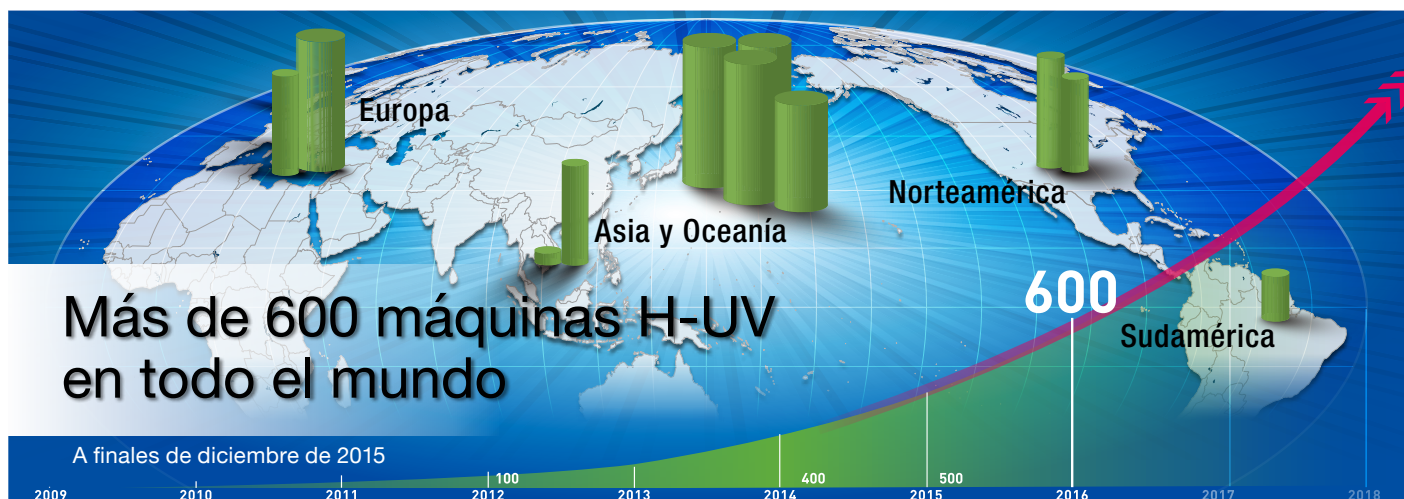 Europa
Asia y Oceanía
Norteamérica
Sudamérica
600
Más de 600 máquinas H-UV
en todo el mundo
A finales de diciembre de 2015
100
400
500
2009 2010 2011 2012 2013 2014 2015 2016 2017 2018